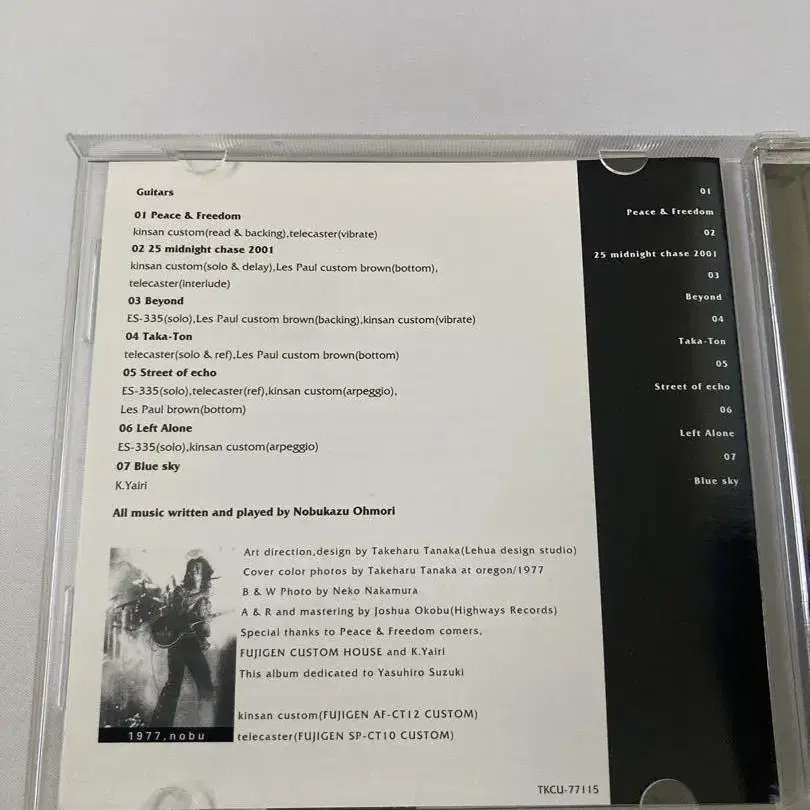 Guitars
01 Peace & Freedom
kinsan custom(read & backing),telecaster(vibrate)
02 25 midnight chase 2001
kinsan custom(solo & delay),Les Paul custom brown(bottom),
telecaster(interlude)
03 Beyond
ES-335(solo),Les Paul custom brown(backing),kinsan custom(vibrate)
04 Taka-Ton
telecaster(solo & ref),Les Paul custom brown(bottom)
05 Street of echo
ES-335(solo),telecaster(ref),kinsan custom(arpeggio),
Les Paul brown(bottom)
06 Left Alone
ES-335(solo),kinsan custom(arpeggio)
07 Blue sky
K.Yairi
All music written and played by Nobukazu Ohmori
Art direction,design by Takeharu Tanaka(Lehua design studio)
Cover color photos by Takeharu Tanaka at oregon/1977
B & W Photo by Neko Nakamura
A & R and mastering by Joshua Okobu(Highways Records)
Special thanks to Peace & Freedom comers,
FUJIGEN CUSTOM HOUSE and K.Yairi
This album dedicated to Yasuhiro Suzuki
kinsan custom(FUJIGEN AF-CT12 CUSTOM)
telecaster(FUJIGEN SP-CT10 CUSTOM)
1977.nobu
TKCU-77115
01
Peace & Freedom
02
25 midnight chase 2001
03
Beyond
04
Taka-Ton
05
Street of echo
06
Left Alone
07
Blue sky